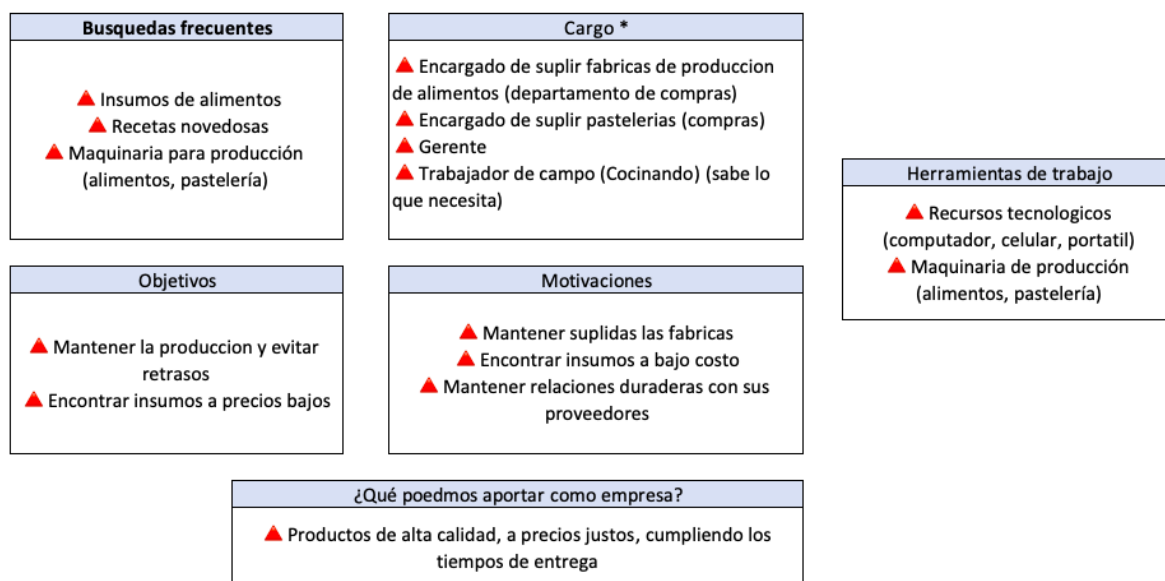 Busquedas frecuentes
Insumos de alimentos
Recetas novedosas
Maquinaria para producción
(alimentos, pastelería)
Cargo *
Encargado de suplir fabricas de produccion
de alimentos (departamento de compras)
Encargado de suplir pastelerias (compras)
Gerente
Trabajador de campo (Cocinando) (sabe lo
que necesita)
Herramientas de trabajo
Recursos tecnologicos
(computador, celular, portatil)
Maquinaria de producción
(alimentos, pastelería)
Objetivos
Mantener la produccion y evitar
retrasos
Encontrar insumos a precios bajos
Motivaciones
Mantener suplidas las fabricas
Encontrar insumos a bajo costo
Mantener relaciones duraderas con sus
proveedores
¿Qué poedmos aportar como empresa?
Productos de alta calidad, a precios justos, cumpliendo los
tiempos de entrega